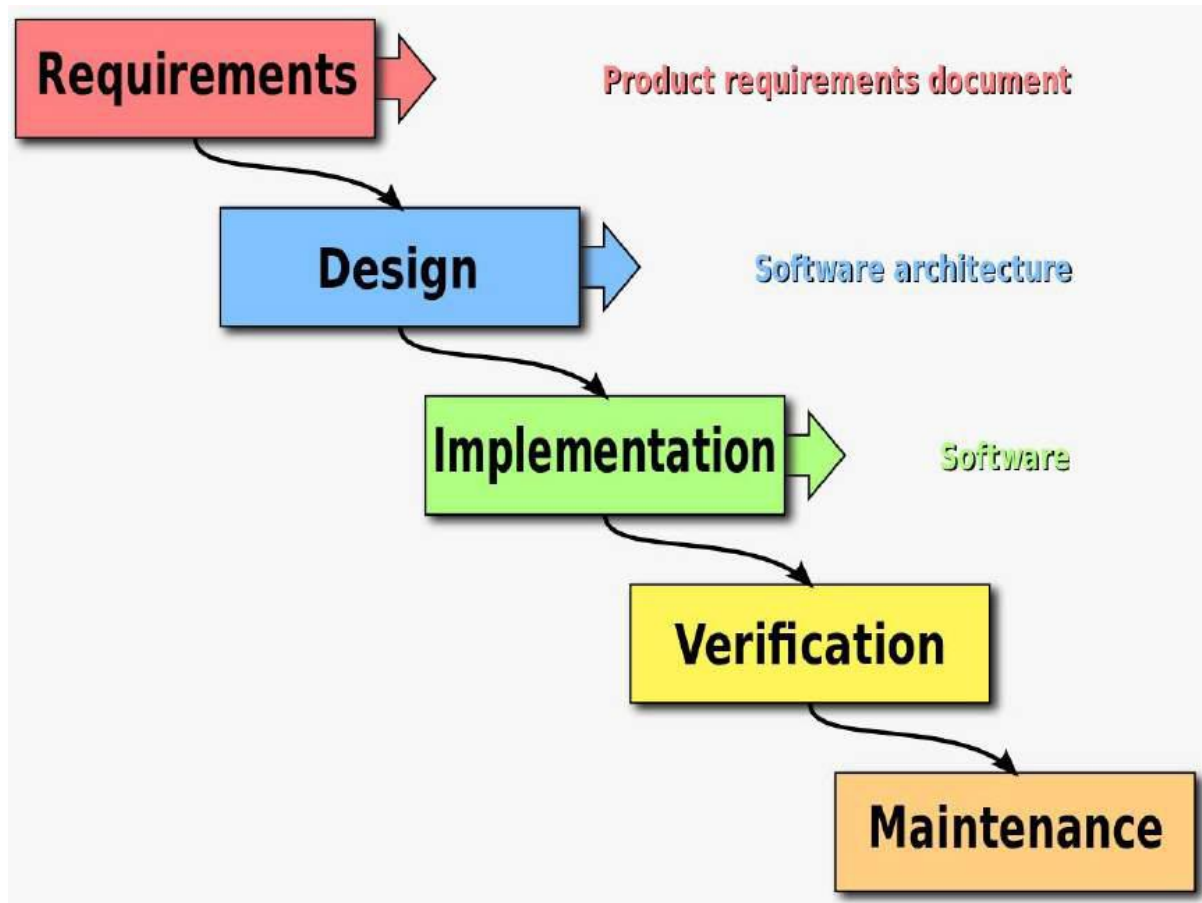 Requirements
Product requirements document
Design
Software architecture
Implementation
Software
Verification
Maintenance